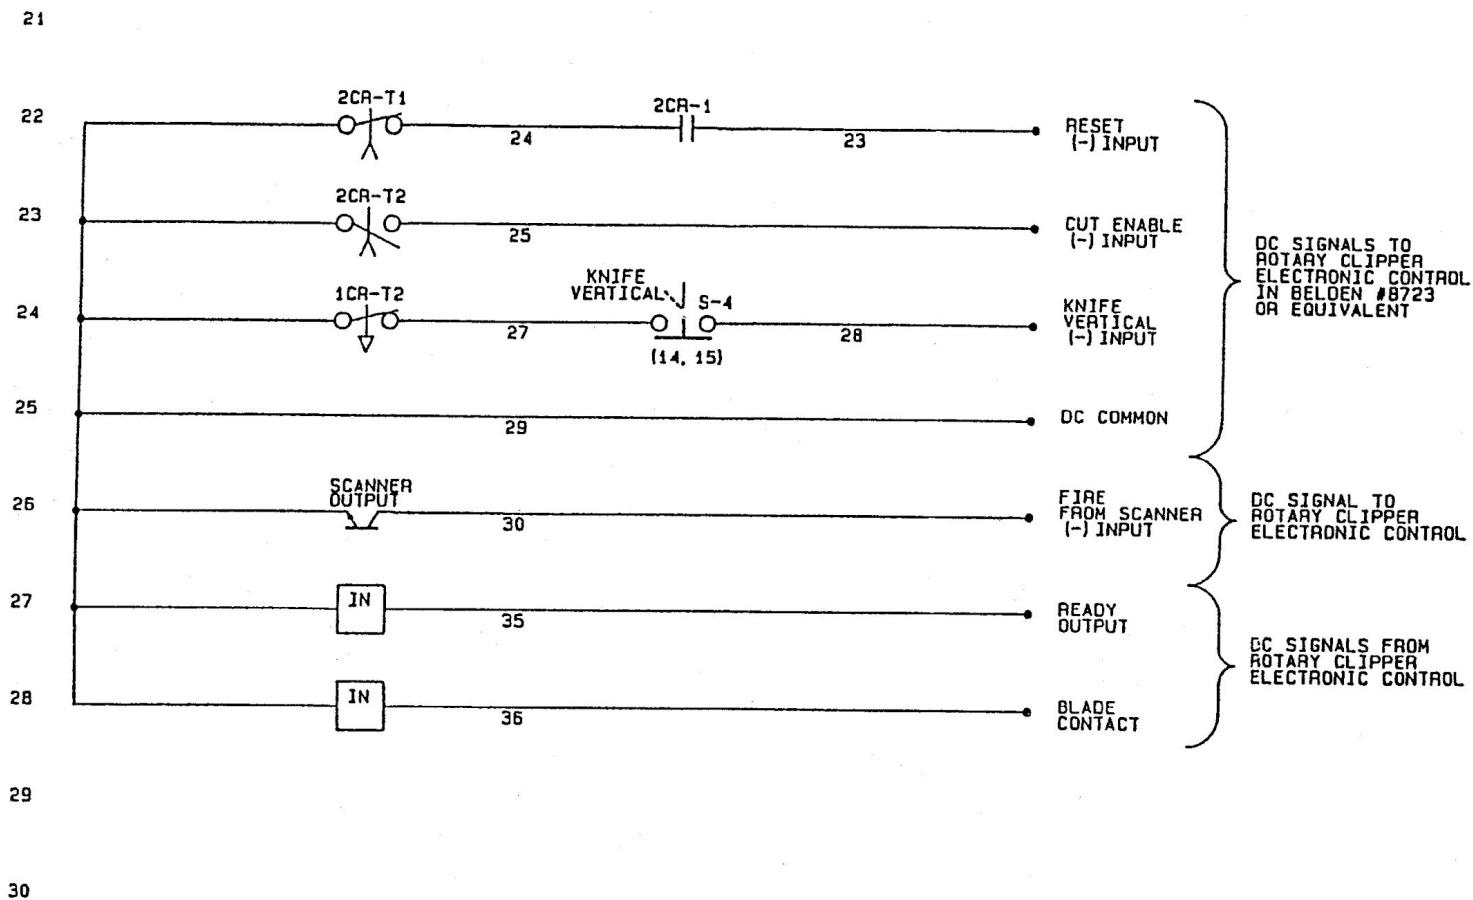 21
22
2CR-T1
24
2CR-1
23
RESET
(-) INPUT
23
2CR-T2
25
CUT ENABLE
(-) INPUT
DC SIGNALS TO
ROTARY CLIPPER
ELECTRONIC CONTROL
IN BELDEN #8723
OR EQUIVALENT
24
1CR-T2
27
KNIFE
VERTICAL
S-4
(14, 15)
28
KNIFE
VERTICAL
(-) INPUT
25
29
DC COMMON
26
SCANNER
OUTPUT
30
FIRE
FROM SCANNER
(-) INPUT
DC SIGNAL TO
ROTARY CLIPPER
ELECTRONIC CONTROL
27
IN
35
READY
OUTPUT
DC SIGNALS FROM
ROTARY CLIPPER
ELECTRONIC CONTROL
28
IN
36
BLADE
CONTACT
29
30